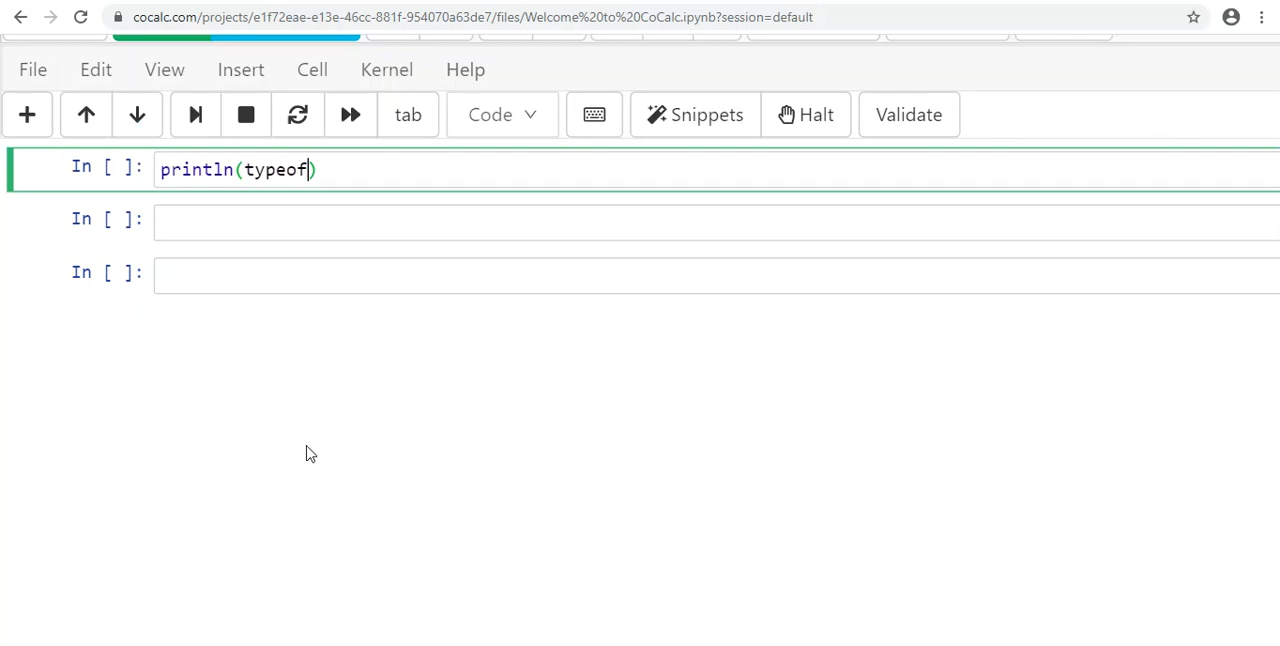 cocalc.com/projects/e1f72eae-e13e-46cc-881f-954070a63de7/files/Welcome%20to%20CoCalc.ipynb?session=default
File Edit View Insert Cell Kernel Help
tab Code Snippets Halt Validate
In [ ]: println(typeof)
In [ ]:
In [ ]: